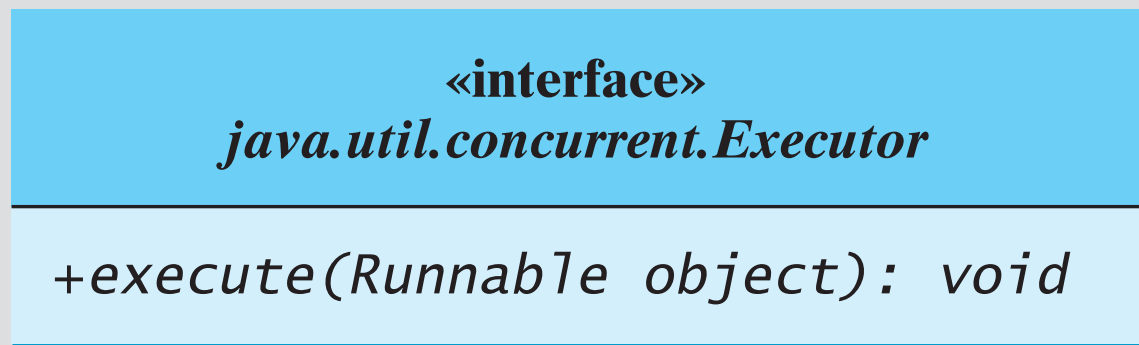 «interface»
java.util.concurrent.Executor
+execute(Runnable object): void